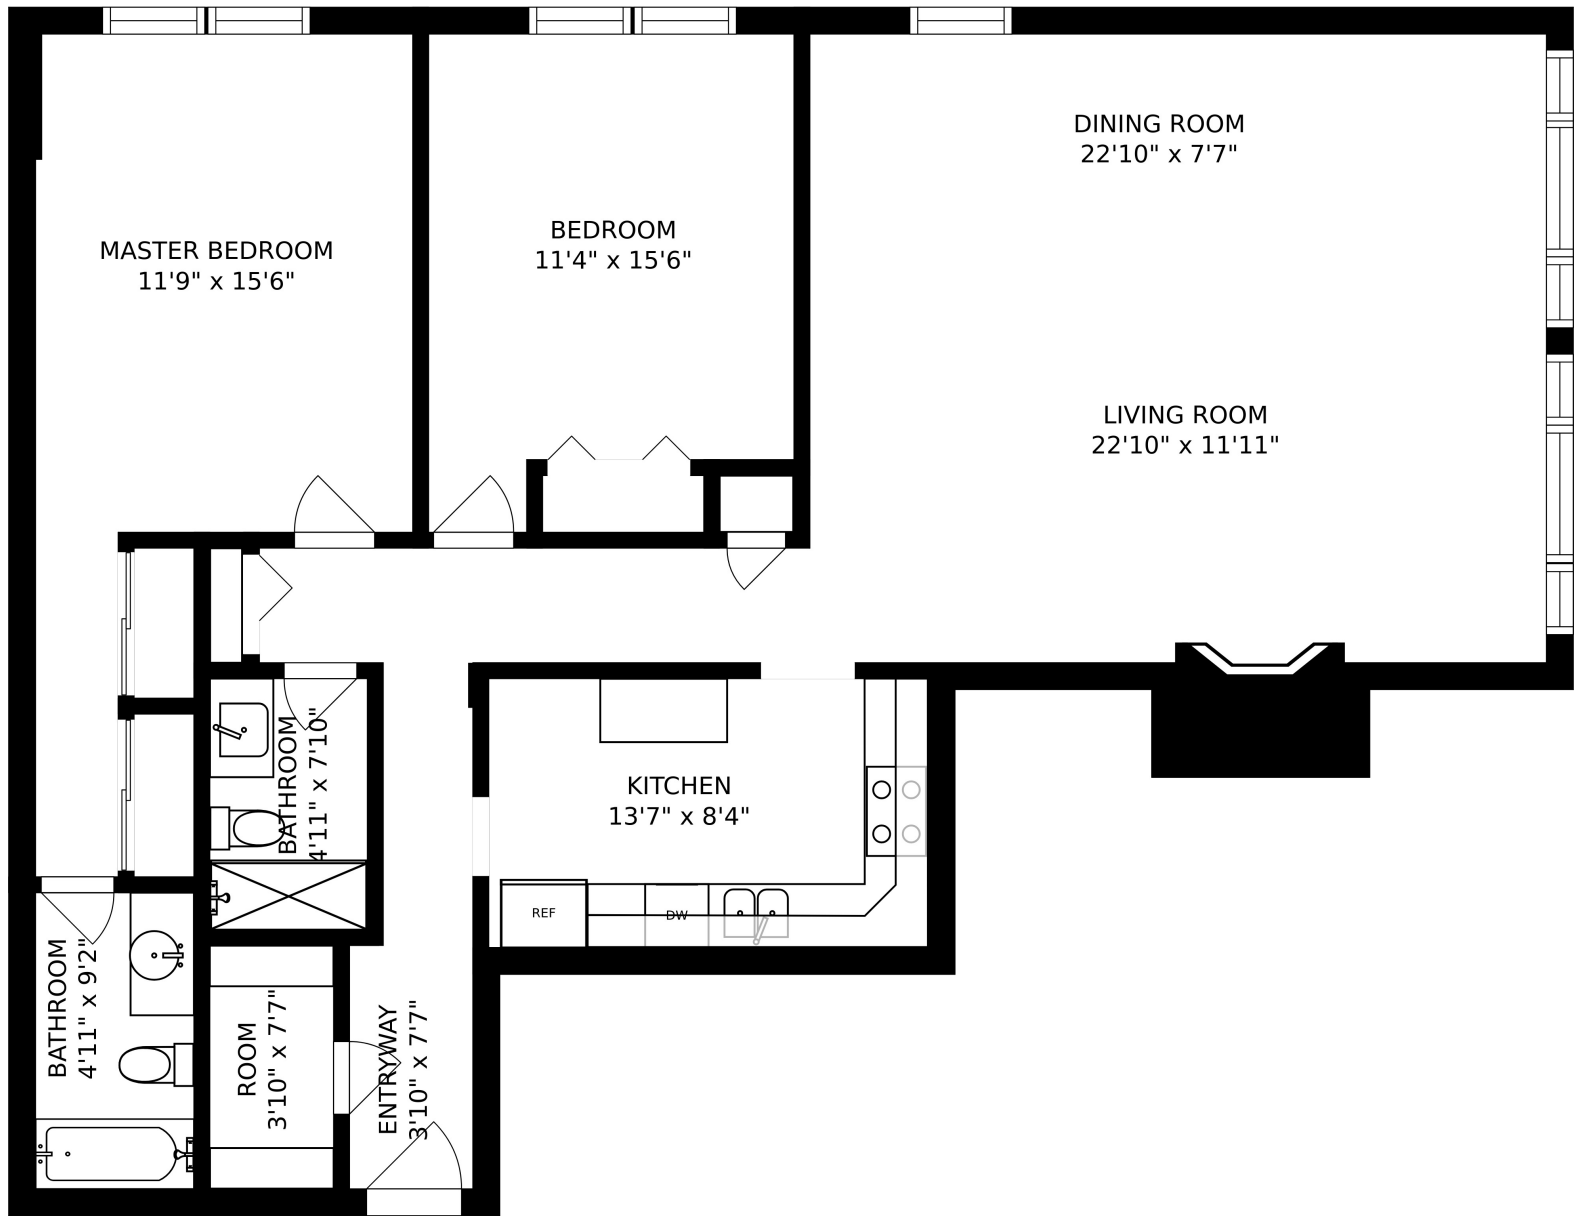 DINING ROOM
22'10" x 7'7"
BEDROOM
11'4" x 15'6"
MASTER BEDROOM
11'9" x 15'6"
LIVING ROOM
22'10" x 11'11"
BATHROOM
4'11" x 7'10"
KITCHEN
13'7" x 8'4"
REF
DW
BATHROOM
4'11" x 9'2"
ROOM
3'10" x 7'7"
ENTRYWAY
3'10" x 7'7"